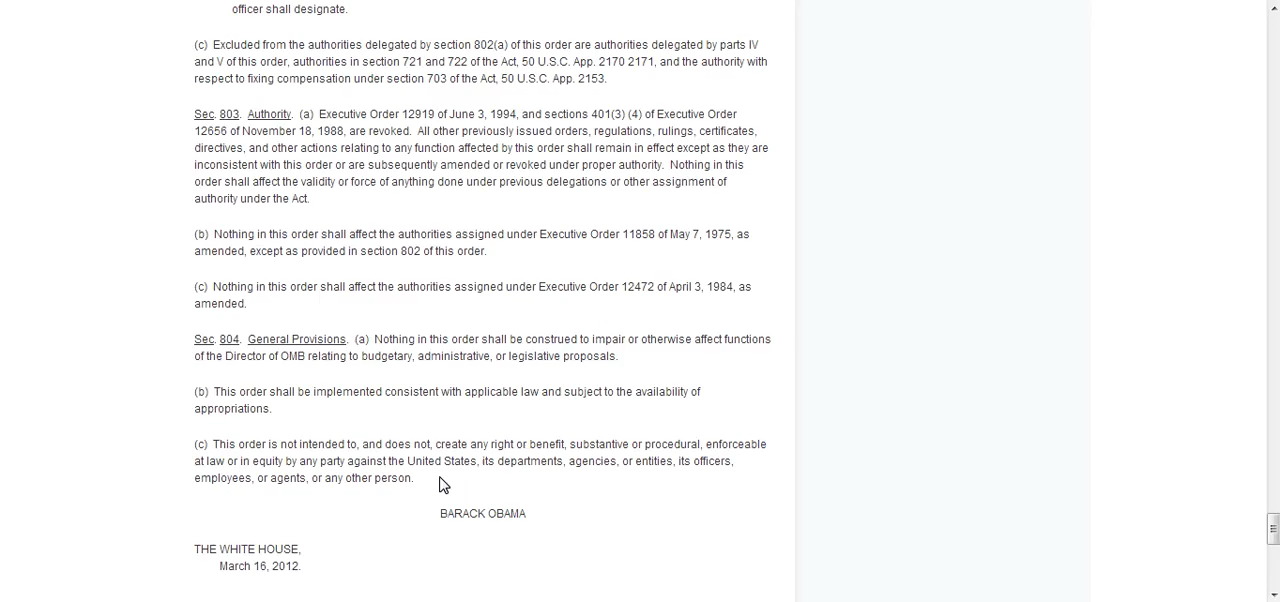 officer shall designate.
(c) Excluded from the authorities delegated by section 802(a) of this order are authorities delegated by parts IV
and V of this order, authorities in section 721 and 722 of the Act, 50 U.S.C. App. 2170 2171, and the authority with
respect to fixing compensation under section 703 of the Act, 50 U.S.C. App. 2153.
Sec. 803. Authority. (a) Executive Order 12919 of June 3, 1994, and sections 401(3) (4) of Executive Order
12656 of November 18, 1988, are revoked. All other previously issued orders, regulations, rulings, certificates,
directives, and other actions relating to any function affected by this order shall remain in effect except as they are
inconsistent with this order or are subsequently amended or revoked under proper authority. Nothing in this
order shall affect the validity or force of anything done under previous delegations or other assignment of
authority under the Act.
(b) Nothing in this order shall affect the authorities assigned under Executive Order 11858 of May 7, 1975, as
amended, except as provided in section 802 of this order.
(c) Nothing in this order shall affect the authorities assigned under Executive Order 12472 of April 3, 1984, as
amended.
Sec. 804. General Provisions. (a) Nothing in this order shall be construed to impair or otherwise affect functions
of the Director of OMB relating to budgetary, administrative, or legislative proposals.
(b) This order shall be implemented consistent with applicable law and subject to the availability of
appropriations.
(c) This order is not intended to, and does not, create any right or benefit, substantive or procedural, enforceable
at law or in equity by any party against the United States, its departments, agencies, or entities, its officers,
employees, or agents, or any other person.
BARACK OBAMA
THE WHITE HOUSE,
March 16, 2012.